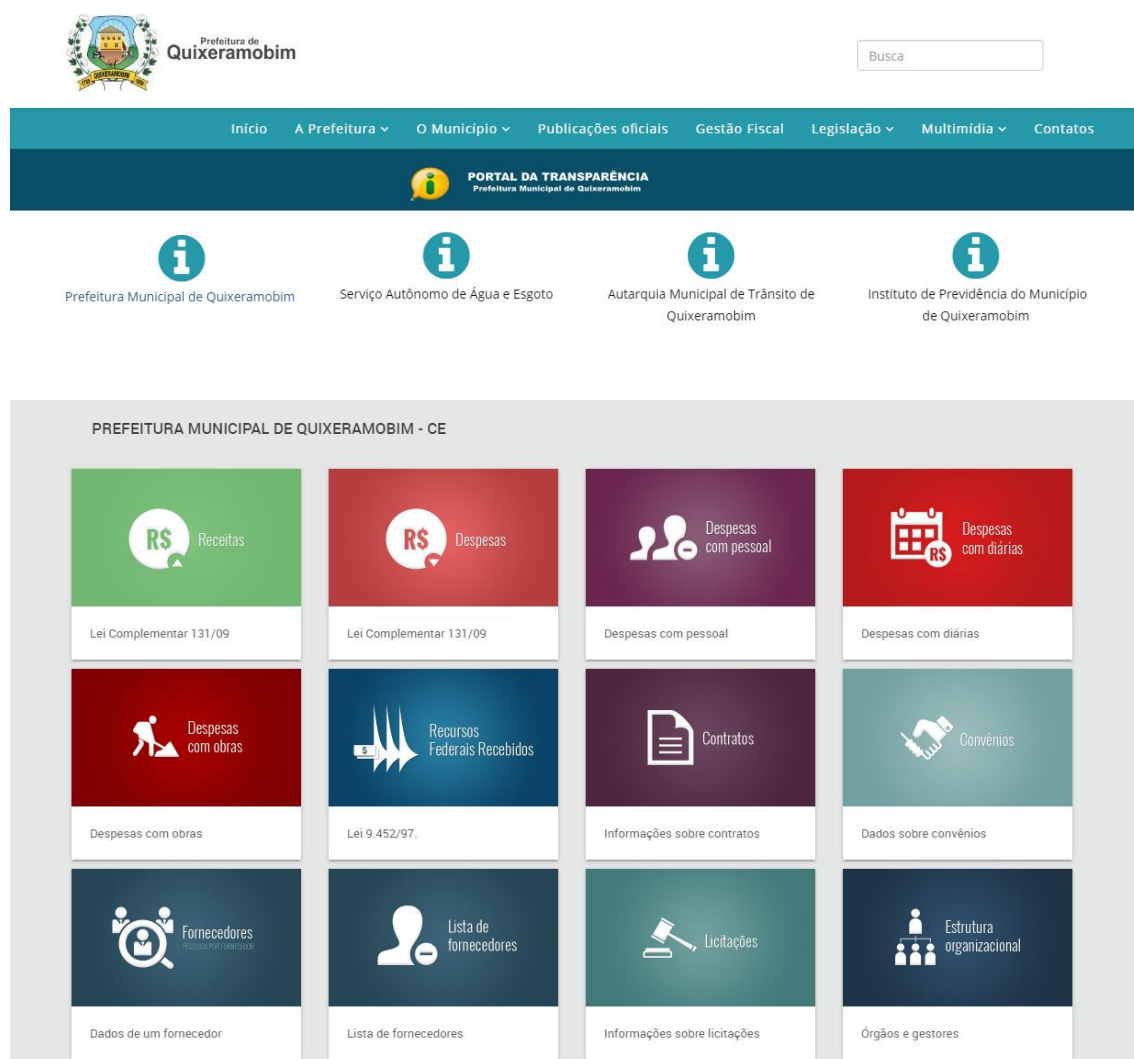 Prefeitura de
Quixeramobim
QUIXERAMOBIM
Busca
Início A Prefeitura O Município Publicações oficiais Gestão Fiscal Legislação Multimídia Contatos
PORTAL DA TRANSPARÊNCIA
Prefeitura Municipal de Quixeramobim
Prefeitura Municipal de Quixeramobim
Serviço Autônomo de Água e Esgoto
Autarquia Municipal de Trânsito de
Quixeramobim
Instituto de Previdência do Município
de Quixeramobim
PREFEITURA MUNICIPAL DE QUIXERAMOBIM - CE
R$ Receitas
Lei Complementar 131/09
R$ Despesas
Lei Complementar 131/09
Despesas
com pessoal
Despesas com pessoal
R$
Despesas
com diárias
Despesas com diárias
Despesas
com obras
Despesas com obras
$
Recursos
Federais Recebidos
Lei 9.452/97.
Contratos
Informações sobre contratos
Convênios
Dados sobre convênios
Fornecedores
PESQUISA POR FORNECEDOR
Dados de um fornecedor
Lista de
fornecedores
Lista de fornecedores
Licitações
Informações sobre licitações
Estrutura
organizacional
Órgãos e gestores